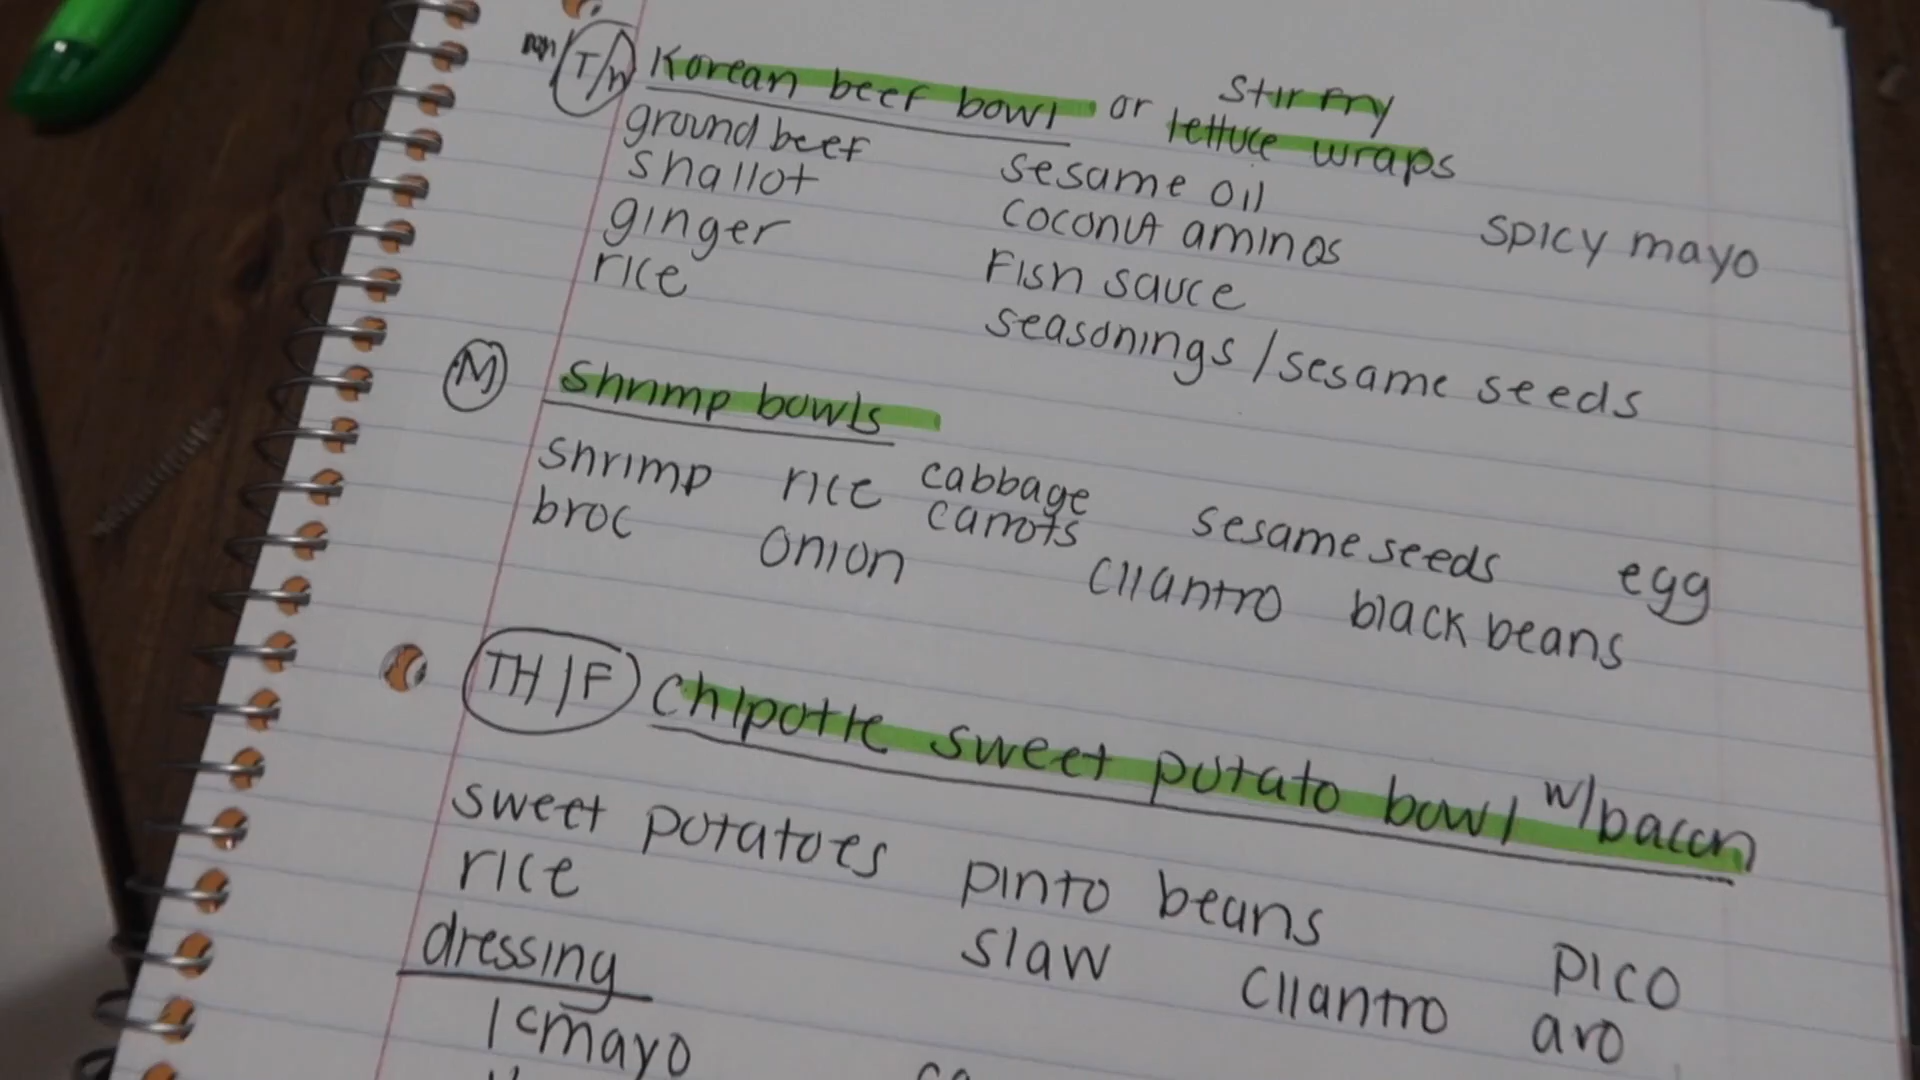 Korean beef bowl or stir fry
lettuce wraps
ground beef sesame oil
shallot coconut aminos spicy mayo
ginger Fish sauce
rice seasonings / sesame seeds
M shrimp bowls
shrimp rice cabbage sesame seeds egg
broc onion carrots cilantro black beans
TH/F Chipotle sweet potato bowl w/bacon
sweet potatoes pinto beans pico
rice slaw cilantro avo
dressing
1 c mayo